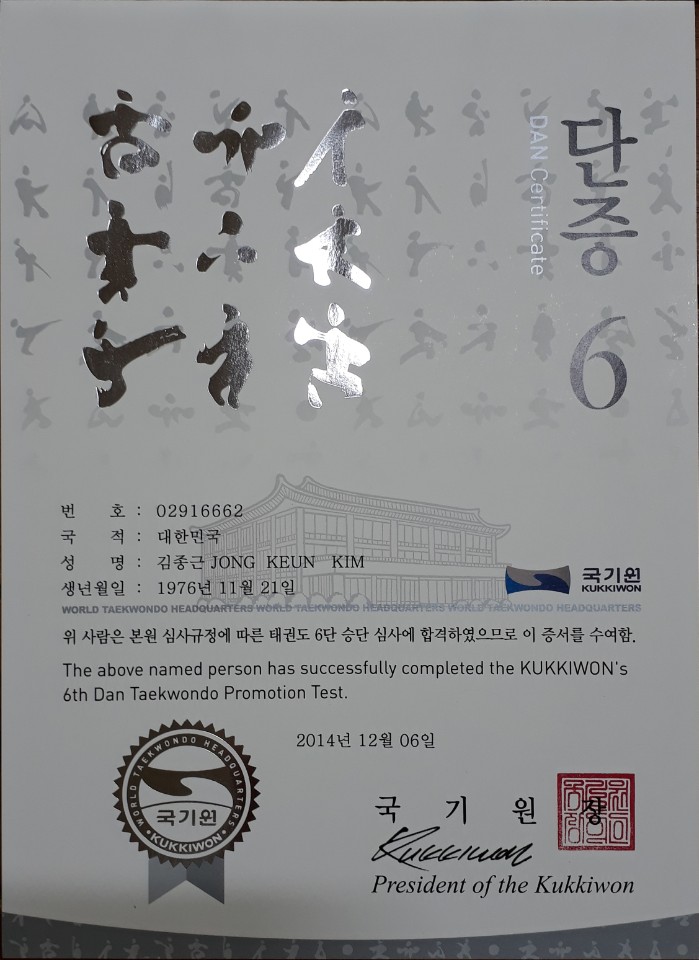 단증 6
DAN Certificate
번 호 : 02916662
국 적 : 대한민국
성 명 : 김종근 JONG KEUN KIM
생년월일 : 1976년 11월 21일
국기원
KUKKIWON
WORLD TAEKWONDO HEADQUARTERS WORLD TAEKWONDO HEADQUARTERS WORLD TAEKWONDO HEADQUARTERS
위 사람은 본원 심사규정에 따른 태권도 6단 승단 심사에 합격하였으므로 이 증서를 수여함.
The above named person has successfully completed the KUKKIWON's
6th Dan Taekwondo Promotion Test.
2014년 12월 06일
WORLD TAEKWONDO HEADQUARTERS
국기원
KUKKIWON
국 기 원 장
Kukkiwon
President of the Kukkiwon